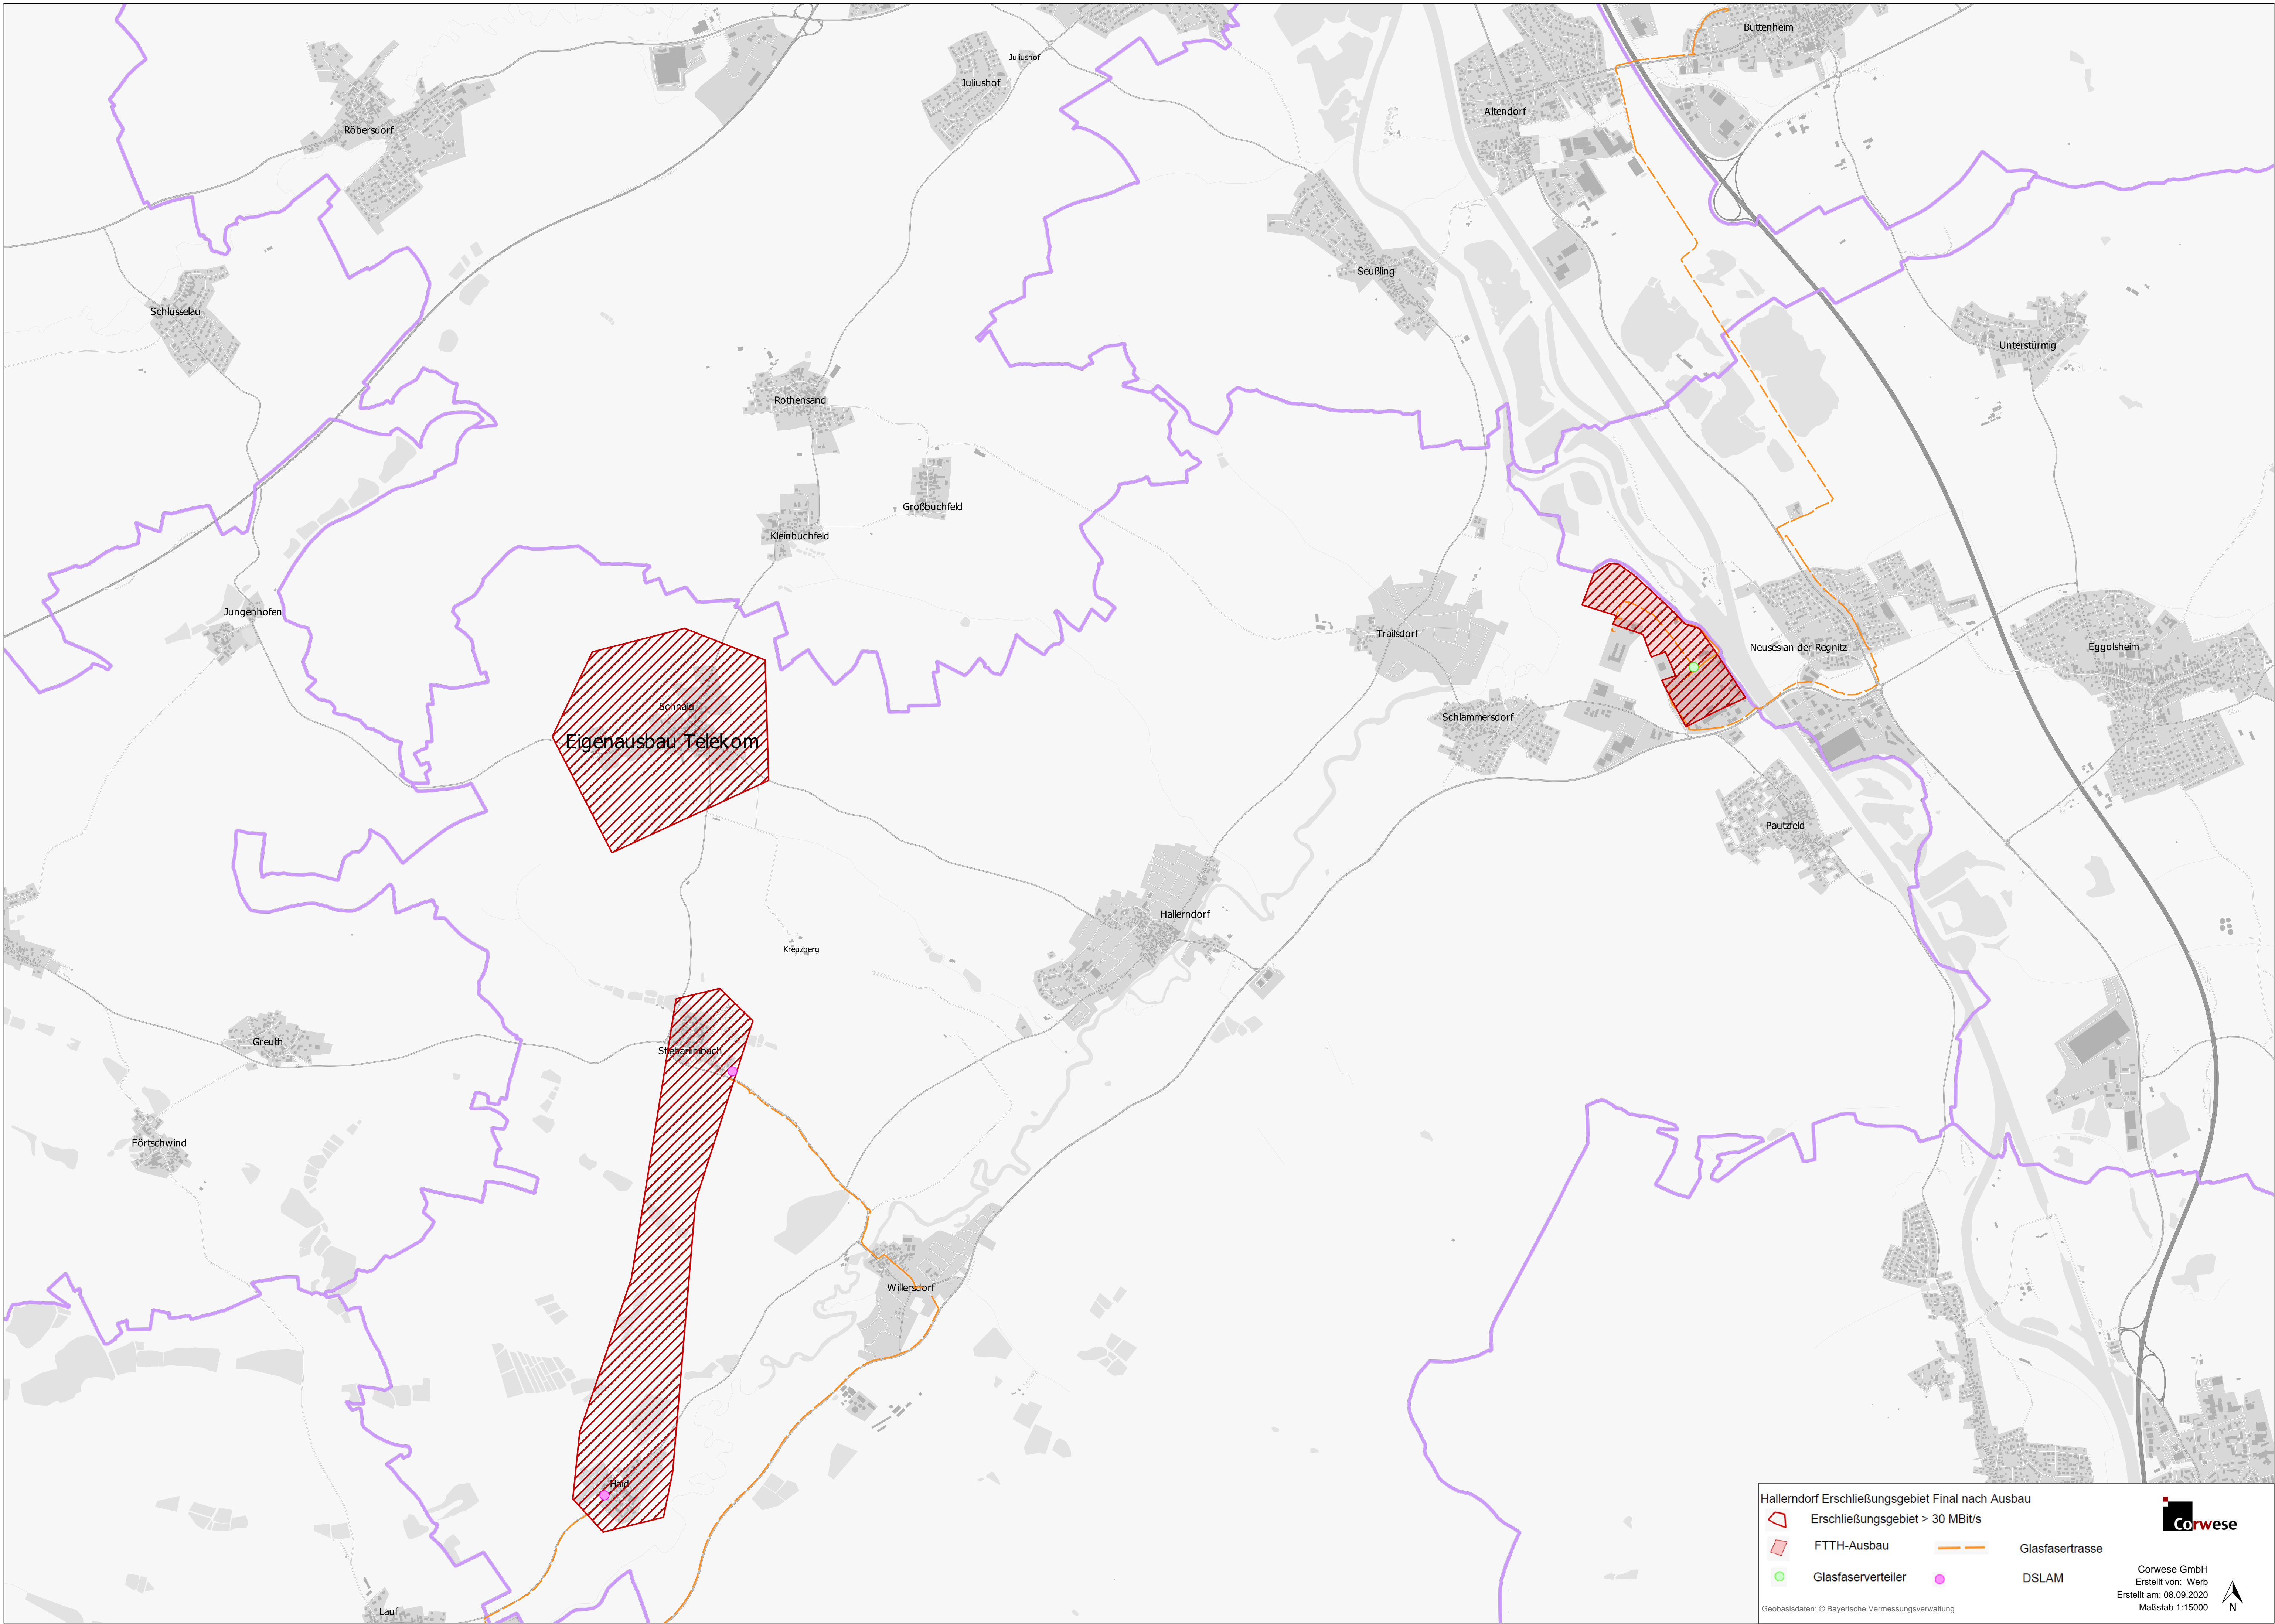 Buttenheim
Juliushof
Juliushof
Altendorf
Röbersdorf
Seußling
Schlüsselau
Unterstürmig
Rothensand
Großbuchfeld
Kleinbuchfeld
Jungenhofen
Trailsdorf
Neuses an der Regnitz
Eggolsheim
Schnaid
Schlammersdorf
Eigenausbau Telekom
Pautzfeld
Hallerndorf
Kreuzberg
Greuth
Stiebarlimbach
Förtschwind
Willersdorf
Haid
Lauf
Hallerndorf Erschließungsgebiet Final nach Ausbau
Erschließungsgebiet > 30 MBit/s
FTTH-Ausbau
Glasfasertrasse
Glasfaserverteiler
DSLAM
Corwese
Corwese GmbH
Erstellt von: Werb
Erstellt am: 08.09.2020
Maßstab 1:15000
N
Geobasisdaten: © Bayerische Vermessungsverwaltung